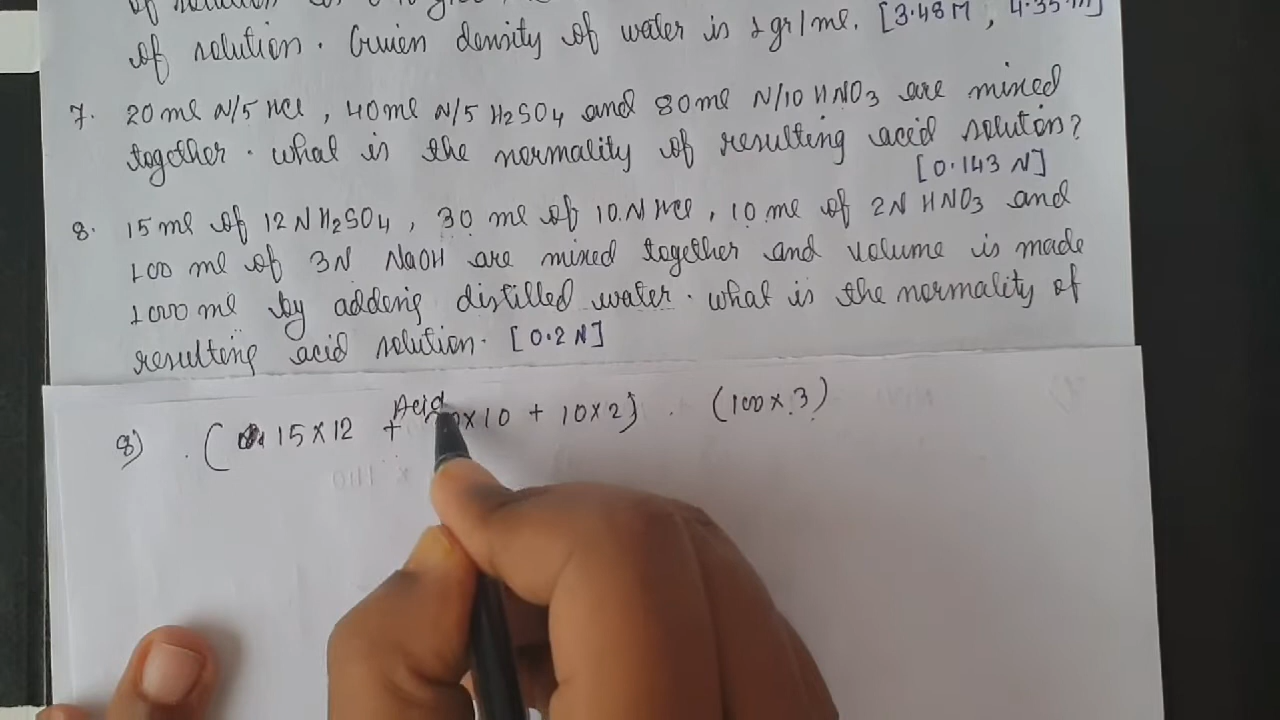 of solution
of solution. Given density of water is 1 gr/ml. [3.48 M, 4.35 m]
7. 20 ml N/5 HCl, 40 ml N/5 H₂SO₄ and 80 ml N/10 HNO₃ are mixed
together. what is the normality of resulting acid soluton?
[0.143 N]
8. 15 ml of 12 N H₂SO₄, 30 ml of 10 N HCl, 10 ml of 2N HNO₃ and
100 ml of 3N NaOH are mixed together and volume is made
1000 ml by adding distilled water. what is the normality of
resulting acid solution. [0.2 N]
Acid
8) (15×12 + ×10 + 10×2) (100×3)